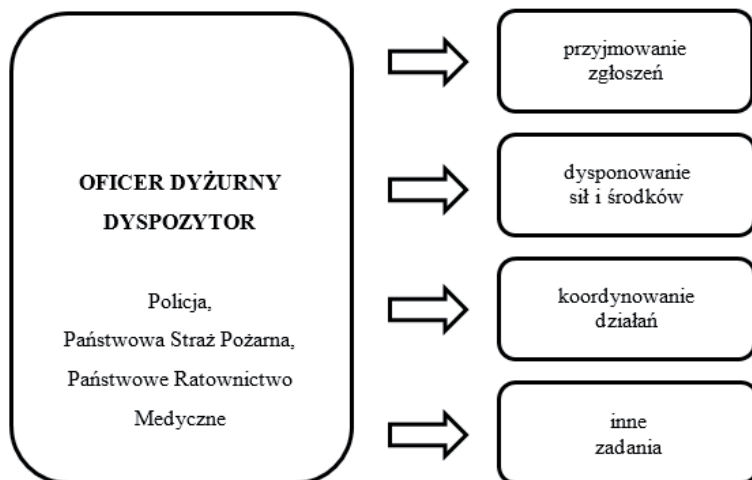 OFICER DYŻURNY
DYSPOZYTOR
Policja,
Państwowa Straż Pożarna,
Państwowe Ratownictwo
Medyczne
przyjmowanie
zgłoszeń
dysponowanie
sił i środków
koordynowanie
działań
inne
zadania